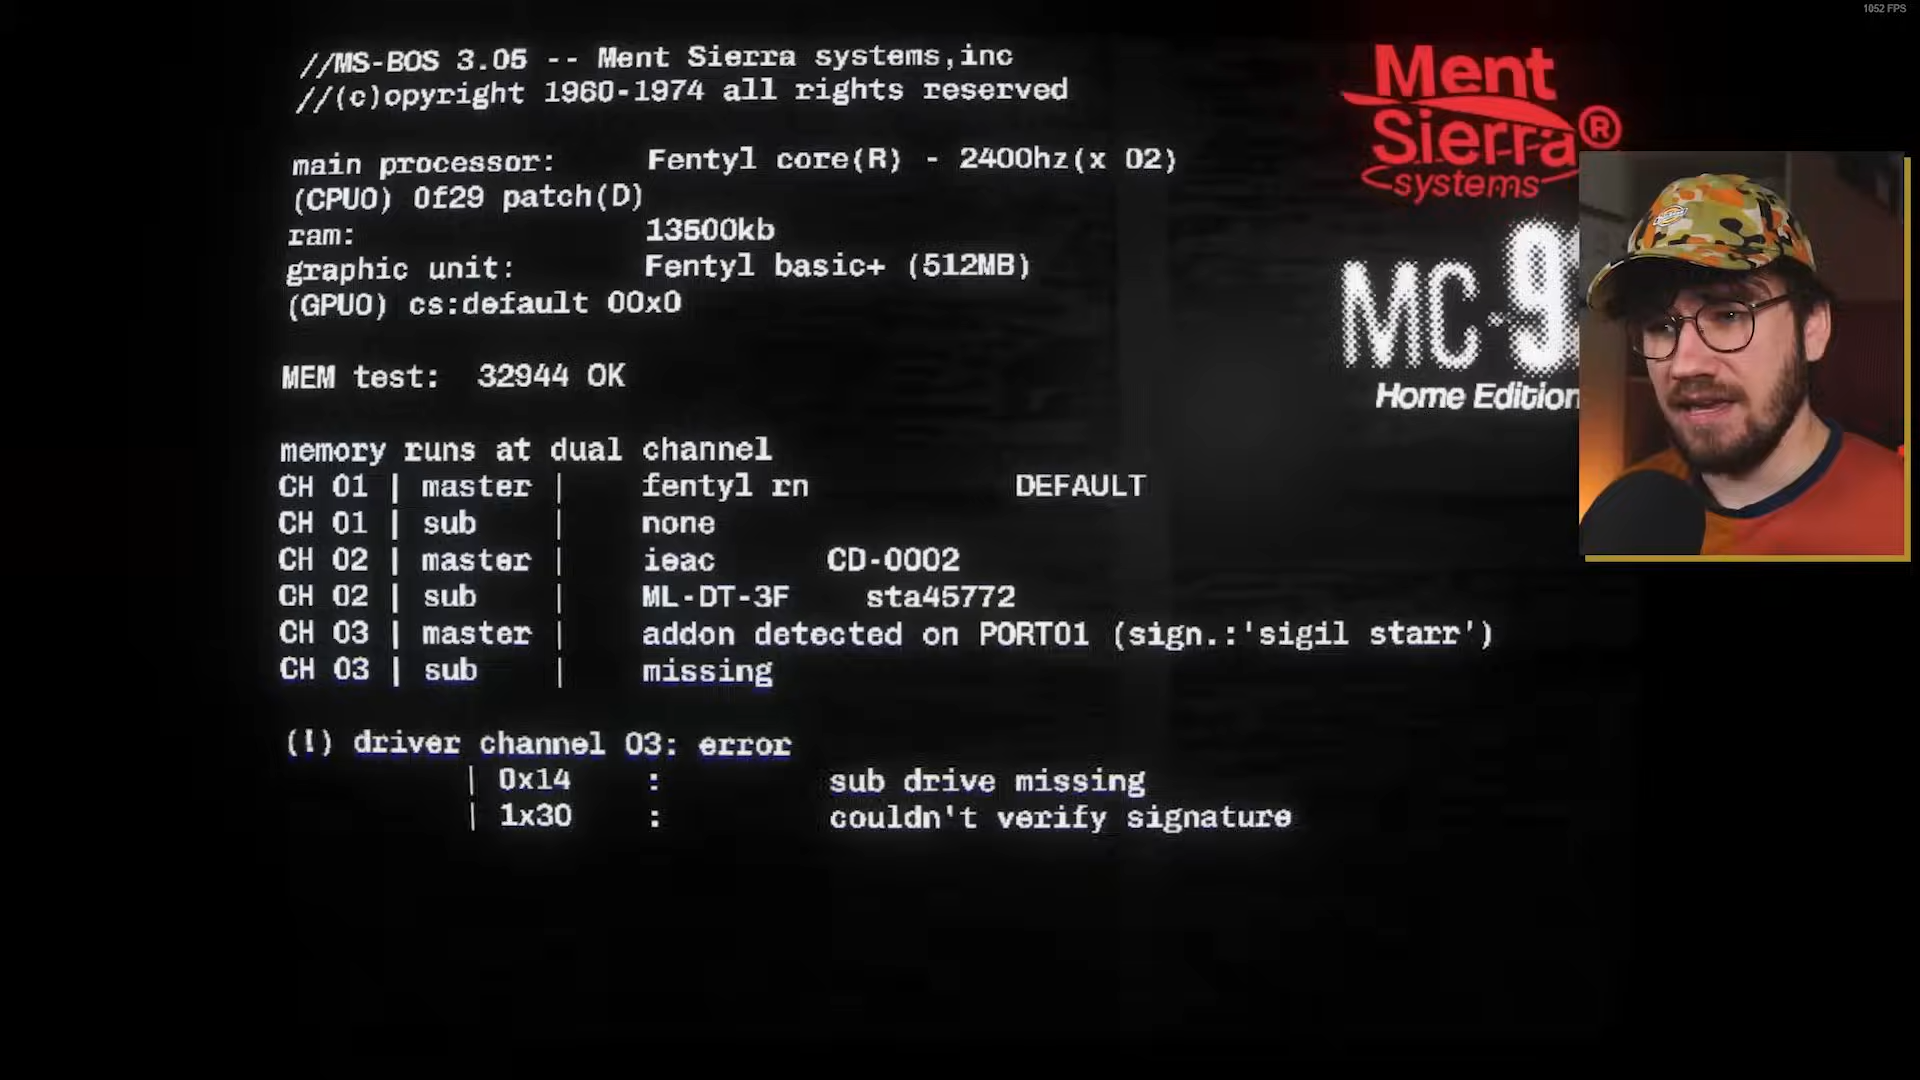 1052 FPS
//MS-BOS 3.05 -- Ment Sierra systems,inc
//(c)opyright 1960-1974 all rights reserved
Ment
Sierra®
systems
main processor: Fentyl core(R) - 2400hz(x 02)
(CPU0) 0f29 patch(D)
ram: 13500kb
graphic unit: Fentyl basic+ (512MB)
(GPU0) cs:default 00x0
MC-9
Home Edition
MEM test: 32944 OK
memory runs at dual channel
CH 01 | master | fentyl rn DEFAULT
CH 01 | sub | none
CH 02 | master | ieac CD-0002
CH 02 | sub | ML-DT-3F sta45772
CH 03 | master | addon detected on PORT01 (sign.:'sigil starr')
CH 03 | sub | missing
(!) driver channel 03: error
| 0x14 : sub drive missing
| 1x30 : couldn't verify signature